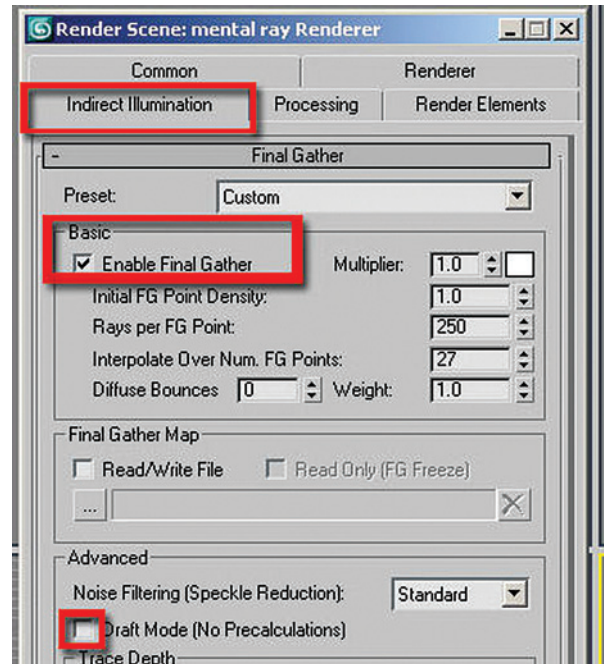 Render Scene: mental ray Renderer
Common Renderer
Indirect Illumination Processing Render Elements
- Final Gather
Preset: Custom
Basic
Enable Final Gather Multiplier: 1.0
Initial FG Point Density: 1.0
Rays per FG Point: 250
Interpolate Over Num. FG Points: 27
Diffuse Bounces 0 Weight: 1.0
Final Gather Map
Read/Write File Read Only (FG Freeze)
...
Advanced
Noise Filtering (Speckle Reduction): Standard
Draft Mode (No Precalculations)
Trace Depth